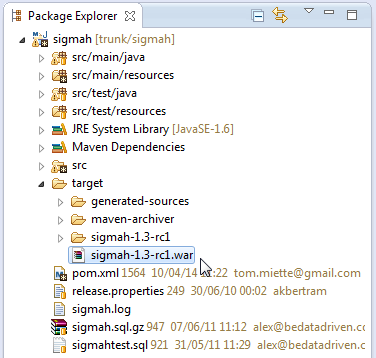 Package Explorer
sigmah [trunk/sigmah]
src/main/java
src/main/resources
src/test/java
src/test/resources
JRE System Library [JavaSE-1.6]
Maven Dependencies
src
target
generated-sources
maven-archiver
sigmah-1.3-rc1
sigmah-1.3-rc1.war
pom.xml 1564 10/04/14 :22 tom.miette@gmail.com
release.properties 249 30/06/10 00:02 akbertram
sigmah.log
sigmah.sql.gz 947 07/06/11 11:12 alex@bedatadriven.com
sigmahtest.sql 921 31/05/11 11:29 alex@bedatadriven.com